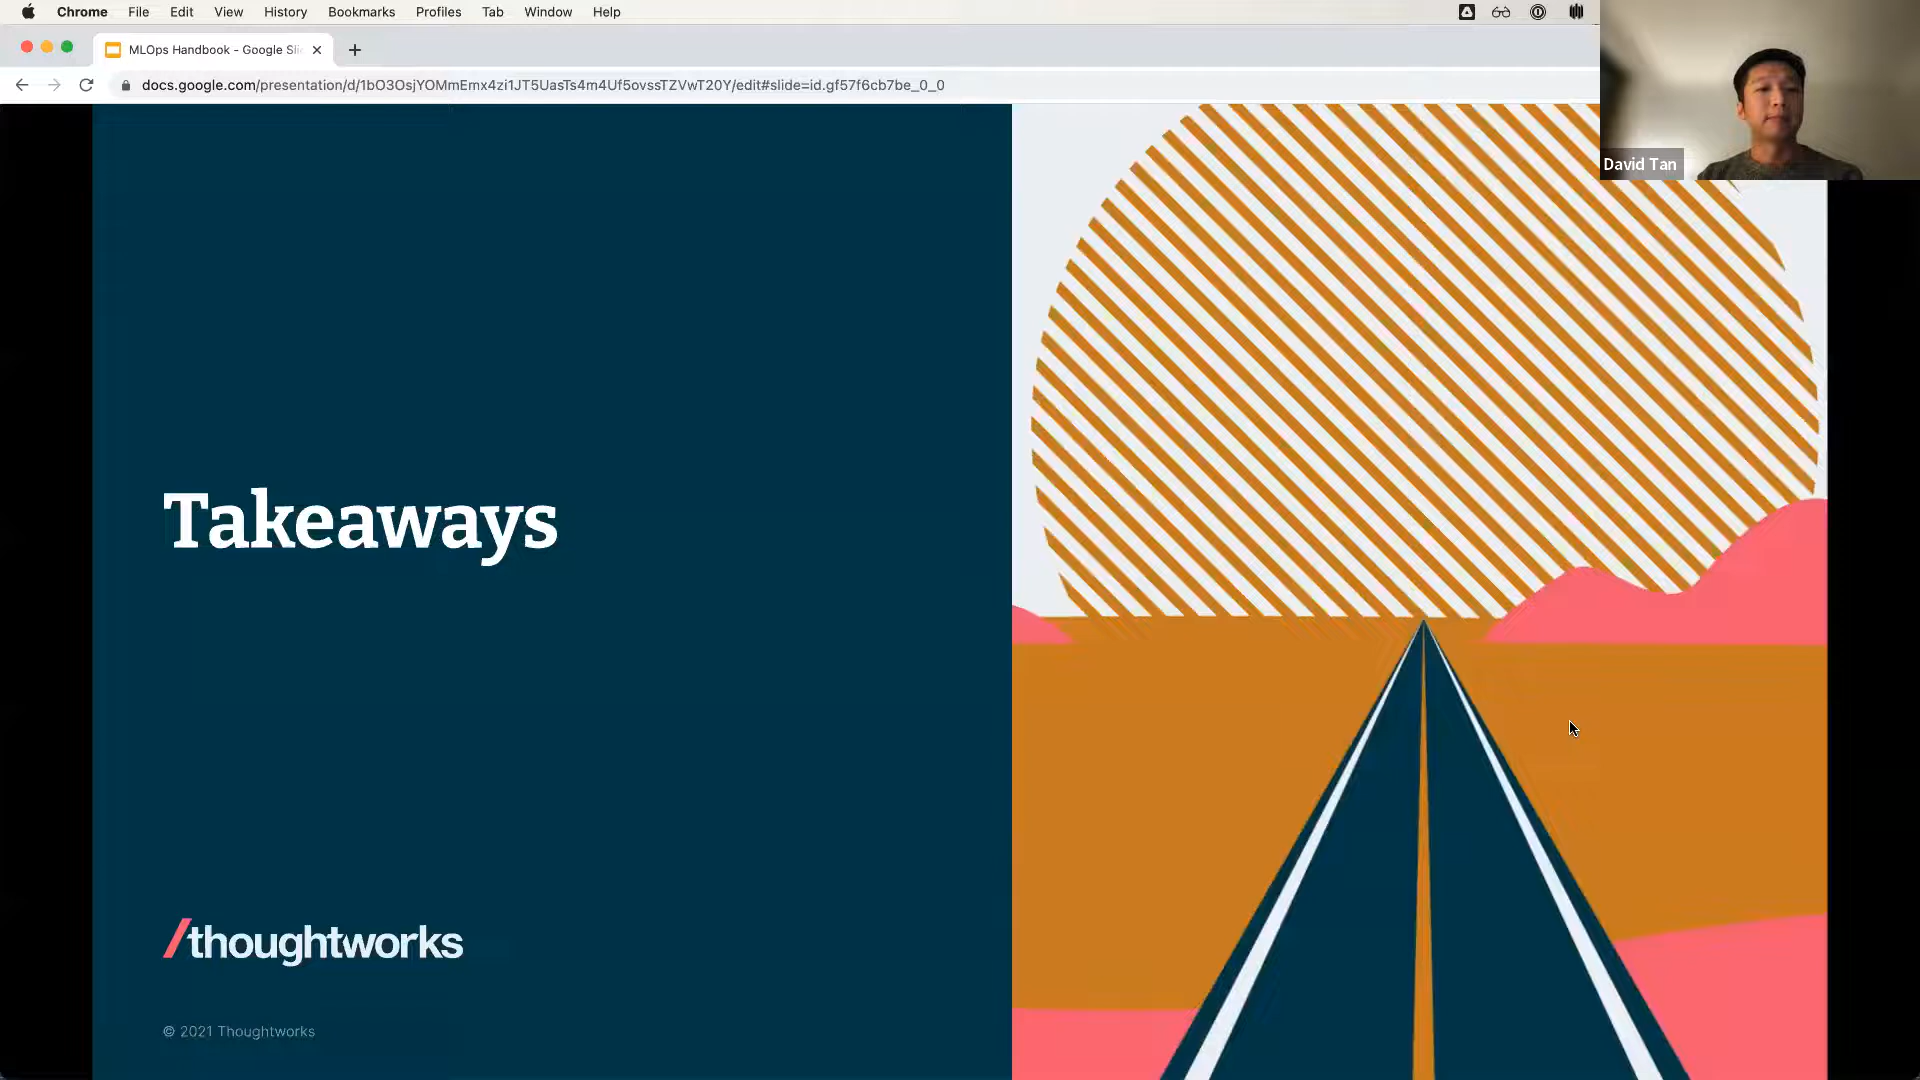 Chrome File Edit View History Bookmarks Profiles Tab Window Help
MLOps Handbook - Google Sli
docs.google.com/presentation/d/1bO3OsjYOMmEmx4zi1JT5UasTs4m4Uf5ovssTZVwT20Y/edit#slide=id.gf57f6cb7be_0_0
David Tan
Takeaways
/thoughtworks
© 2021 Thoughtworks